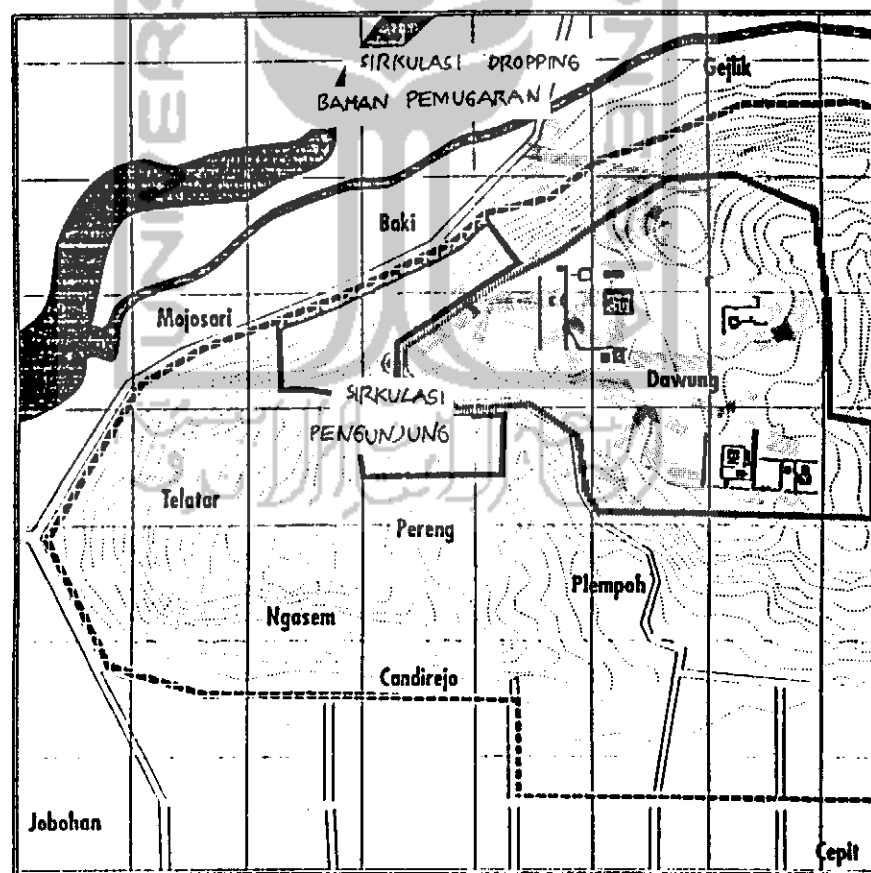 SIRKULASI DROPPING
BAHAN PEMUGARAN
Gejlik
Baki
Mojosari
Dawung
SIRKULASI
PENGUNJUNG
Telatar
Pereng
Plempoh
Ngasem
Candirejo
Jobohan
Cepit